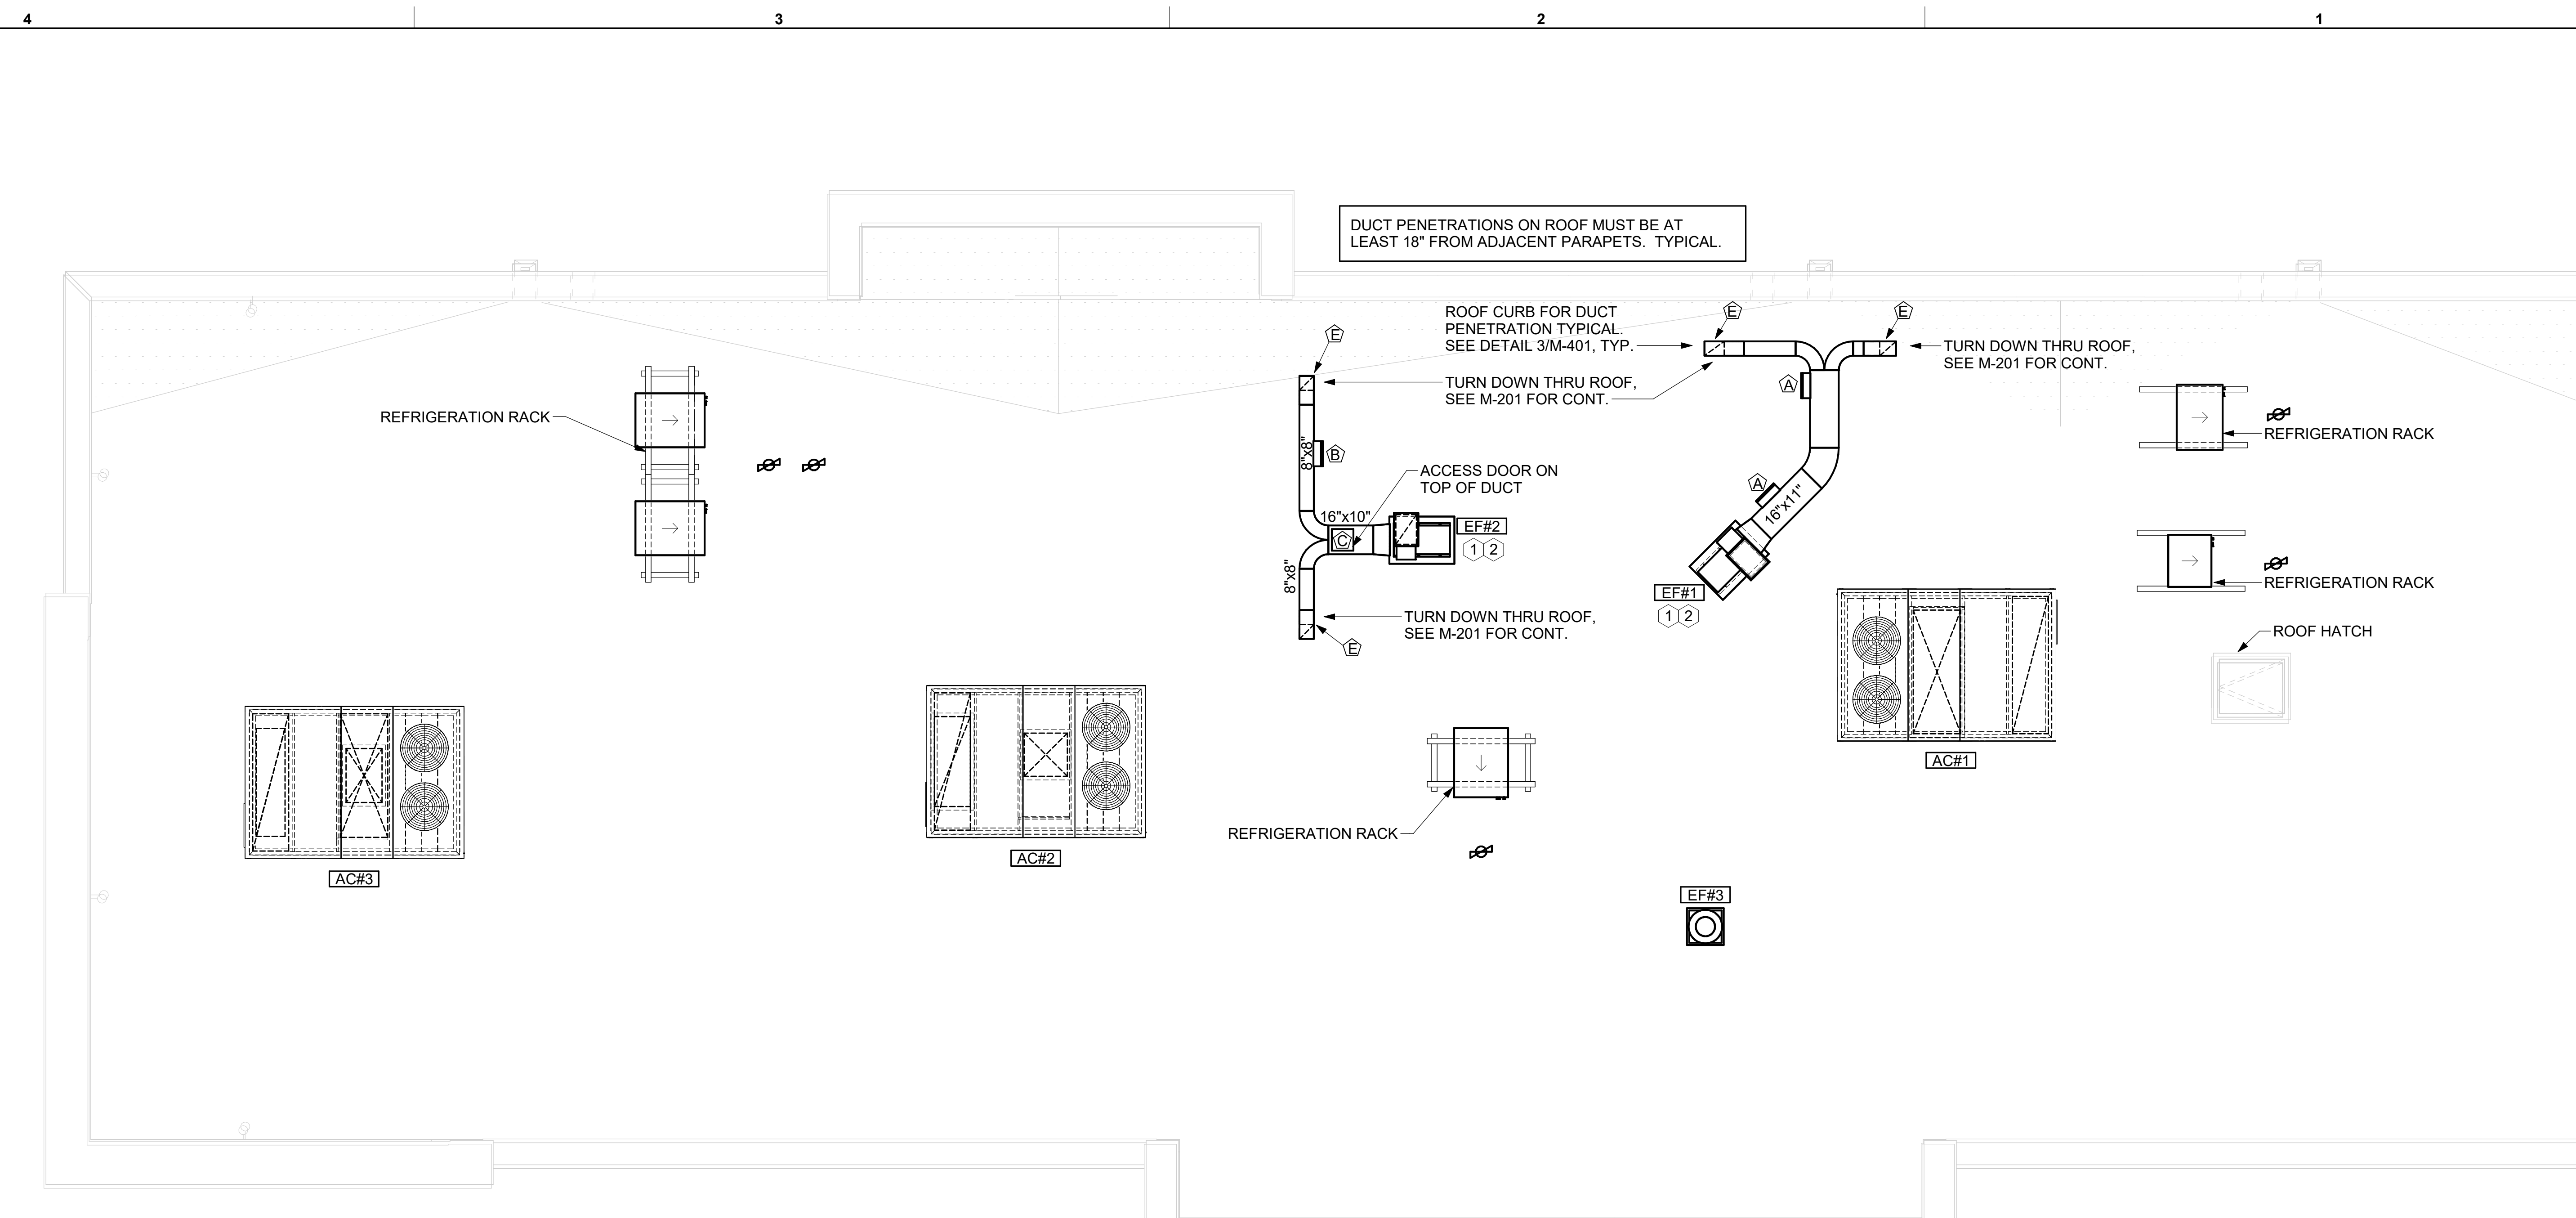 4
3
2
1
DUCT PENETRATIONS ON ROOF MUST BE AT
LEAST 18" FROM ADJACENT PARAPETS. TYPICAL.
ROOF CURB FOR DUCT
PENETRATION TYPICAL.
SEE DETAIL 3/M-401, TYP.
E
E
E
TURN DOWN THRU ROOF,
SEE M-201 FOR CONT.
TURN DOWN THRU ROOF,
SEE M-201 FOR CONT.
A
REFRIGERATION RACK
REFRIGERATION RACK
8"x8"
B
ACCESS DOOR ON
TOP OF DUCT
A
16"x11"
16"x10"
C
EF#2
1
2
8"x8"
REFRIGERATION RACK
EF#1
1
2
TURN DOWN THRU ROOF,
SEE M-201 FOR CONT.
E
ROOF HATCH
AC#1
REFRIGERATION RACK
AC#2
AC#3
EF#3